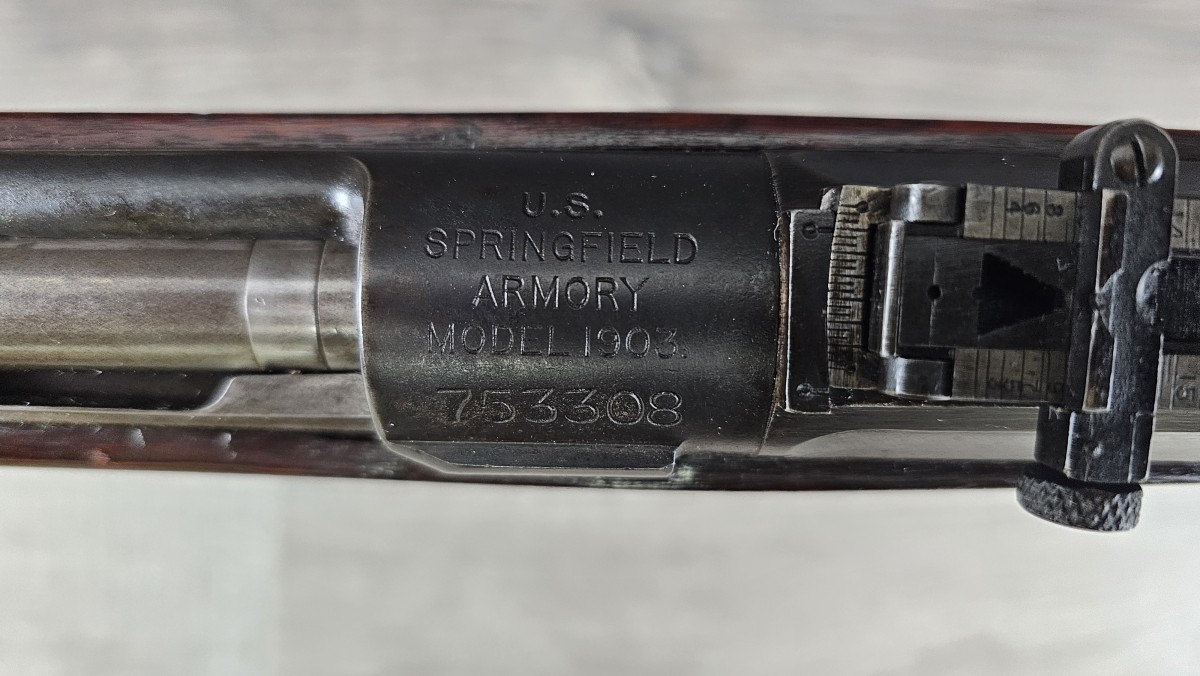 U.S.
SPRINGFIELD
ARMORY
MODEL 1903.
753308